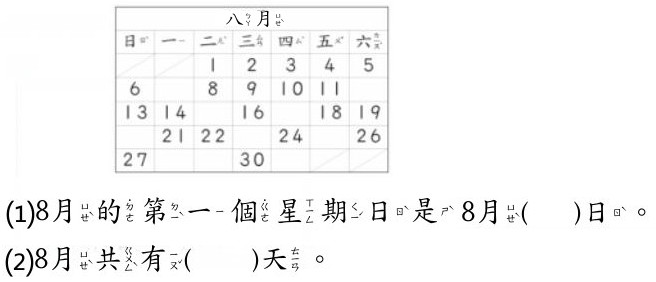 八月
日 一 二 三 四 五 六
1 2 3 4 5
6 8 9 10 11
13 14 16 18 19
21 22 24 26
27 30
(1)8月的第一個星期日是8月( )日。
(2)8月共有( )天。